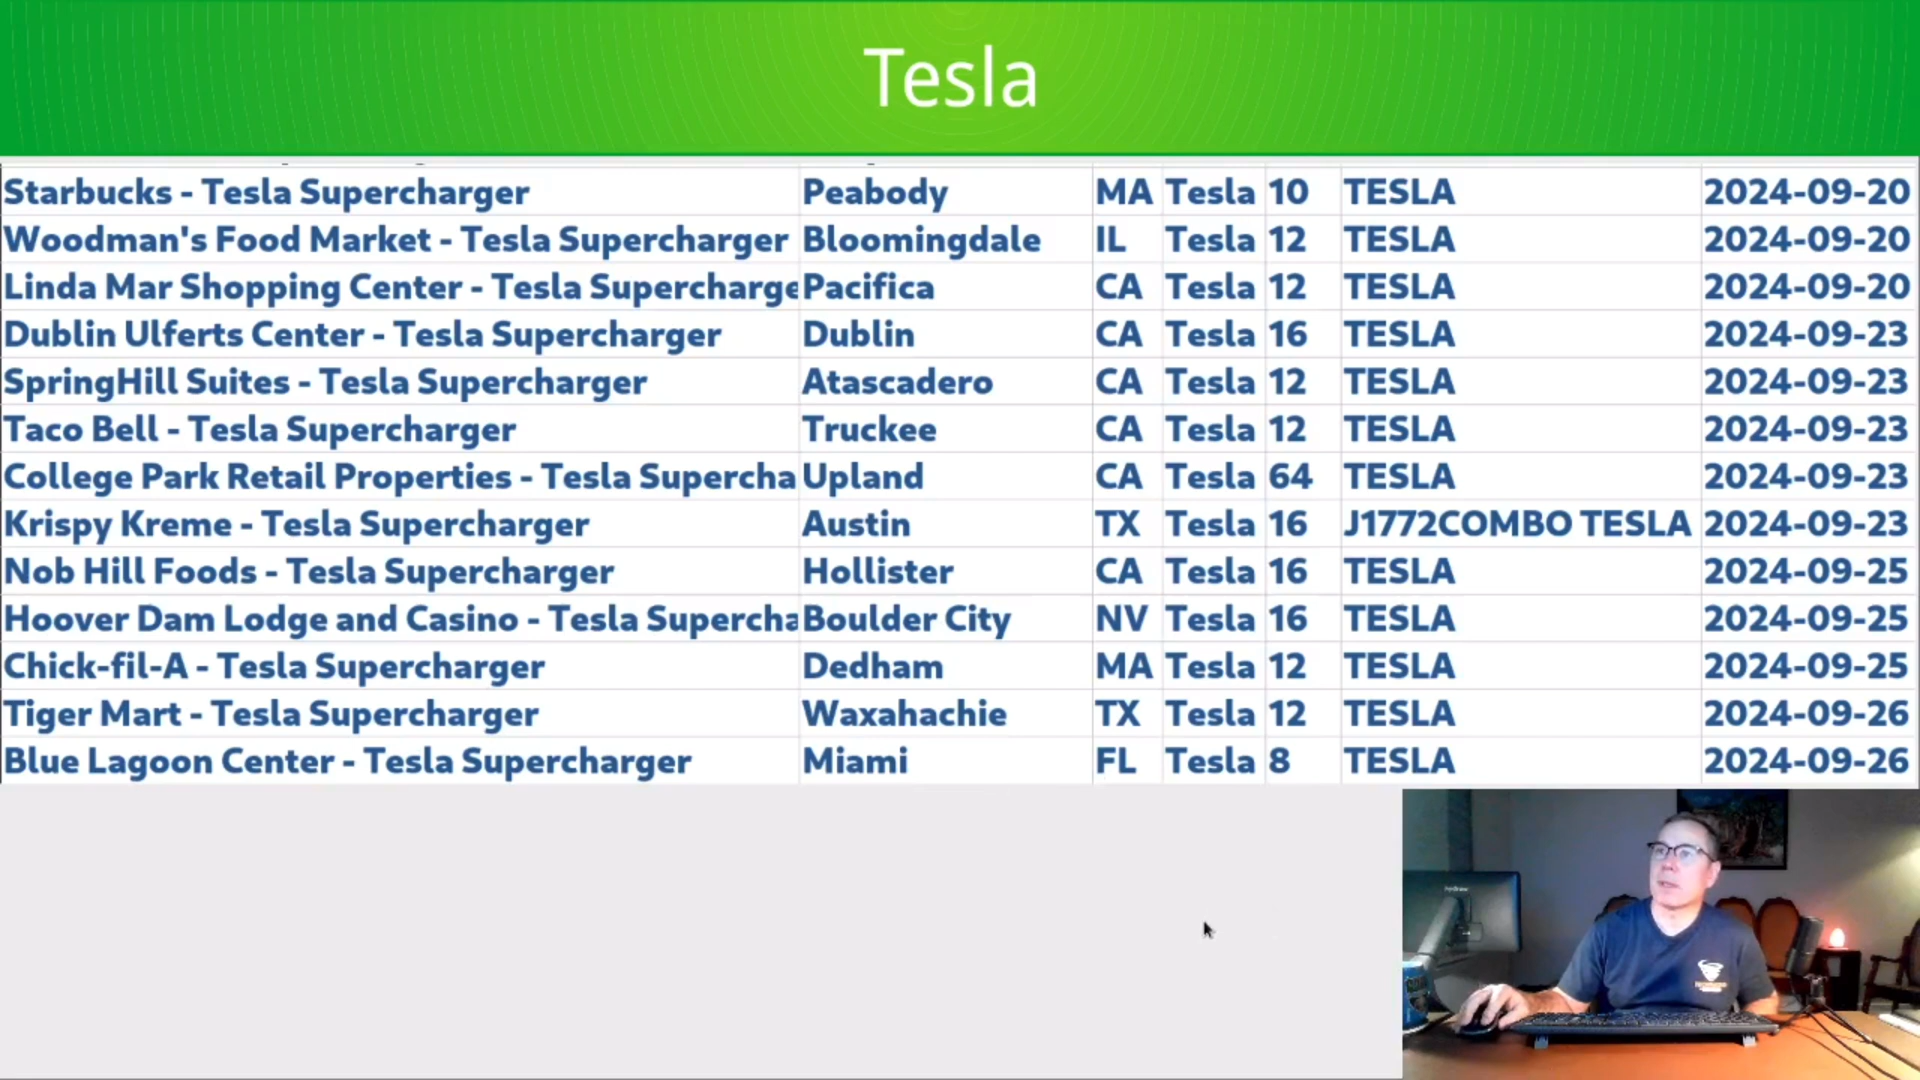 Tesla
Starbucks - Tesla Supercharger Peabody MA Tesla 10 TESLA 2024-09-20
Woodman's Food Market - Tesla Supercharger Bloomingdale IL Tesla 12 TESLA 2024-09-20
Linda Mar Shopping Center - Tesla Supercharge Pacifica CA Tesla 12 TESLA 2024-09-20
Dublin Ulferts Center - Tesla Supercharger Dublin CA Tesla 16 TESLA 2024-09-23
SpringHill Suites - Tesla Supercharger Atascadero CA Tesla 12 TESLA 2024-09-23
Taco Bell - Tesla Supercharger Truckee CA Tesla 12 TESLA 2024-09-23
College Park Retail Properties - Tesla Supercha Upland CA Tesla 64 TESLA 2024-09-23
Krispy Kreme - Tesla Supercharger Austin TX Tesla 16 J1772COMBO TESLA 2024-09-23
Nob Hill Foods - Tesla Supercharger Hollister CA Tesla 16 TESLA 2024-09-25
Hoover Dam Lodge and Casino - Tesla Supercha Boulder City NV Tesla 16 TESLA 2024-09-25
Chick-fil-A - Tesla Supercharger Dedham MA Tesla 12 TESLA 2024-09-25
Tiger Mart - Tesla Supercharger Waxahachie TX Tesla 12 TESLA 2024-09-26
Blue Lagoon Center - Tesla Supercharger Miami FL Tesla 8 TESLA 2024-09-26